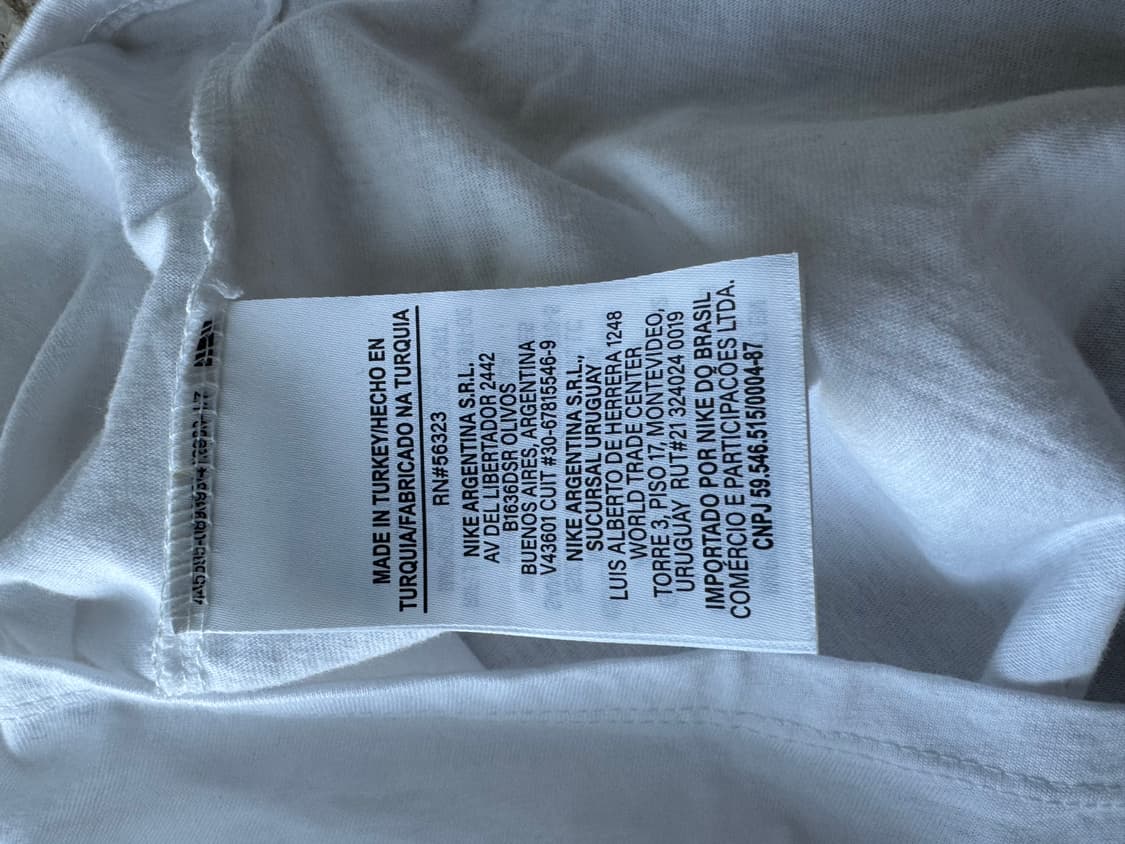 MADE IN TURKEY/HECHO EN
TURQUIA/FABRICADO NA TURQUIA
RN#56323
NIKE ARGENTINA S.R.L.
AV DEL LIBERTADOR 2442
B1636DSR OLIVOS
BUENOS AIRES, ARGENTINA
V43601 CUIT #30-67815546-9
NIKE ARGENTINA S.R.L.,
SUCURSAL URUGUAY
LUIS ALBERTO DE HERRERA 1248
WORLD TRADE CENTER
TORRE 3, PISO 17, MONTEVIDEO,
URUGUAY RUT#21 324024 0019
IMPORTADO POR NIKE DO BRASIL
COMÉRCIO E PARTICIPACÕES LTDA.
CNPJ 59.546.515/0004-87